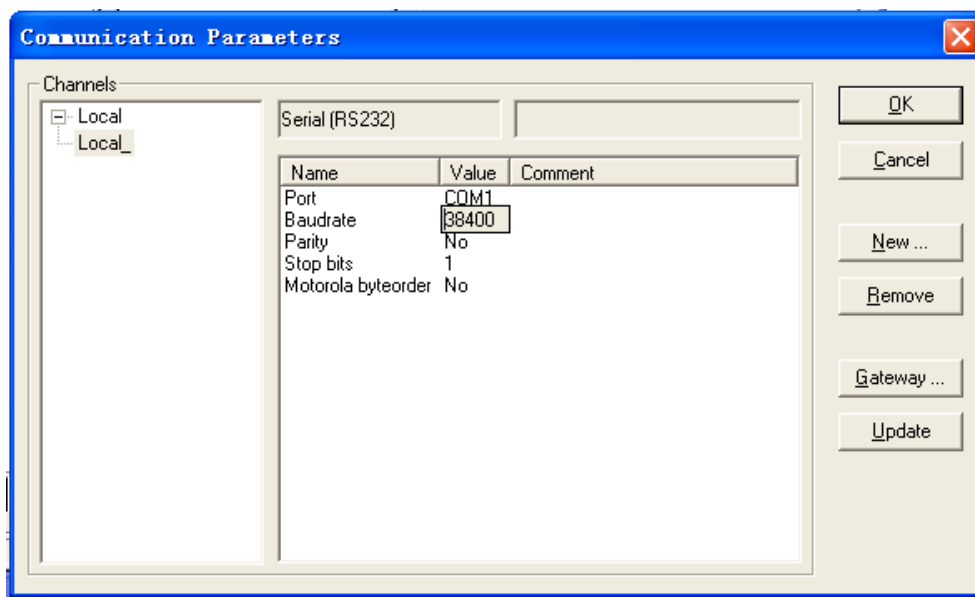 Communication Parameters
Channels
Local
Local_
Serial (RS232)
Name Value Comment
Port COM1
Baudrate 38400
Parity No
Stop bits 1
Motorola byteorder No
OK
Cancel
New ...
Remove
Gateway ...
Update